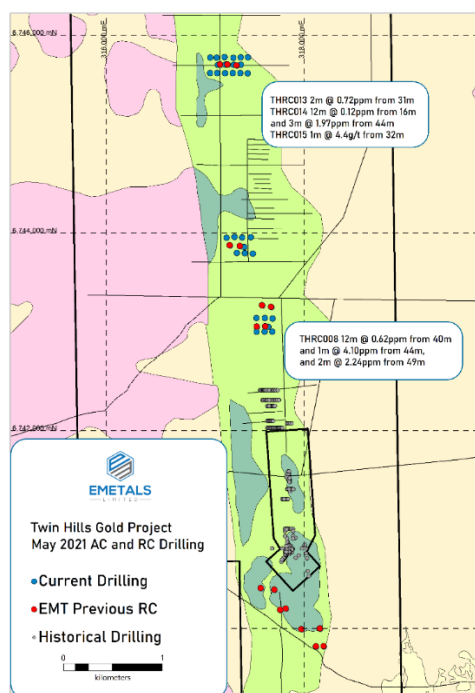 6,746,000 mN
316,000 mE
318,000 mE
THRC013 2m @ 0.72ppm from 31m
THRC014 12m @ 0.12ppm from 16m
and 3m @ 1.97ppm from 44m
THRC015 1m @ 4.4g/t from 32m
6,744,000 mN
THRC008 12m @ 0.62ppm from 40m
and 1m @ 4.10ppm from 44m,
and 2m @ 2.24ppm from 49m
6,742,000 mN
EMETALS
LIMITED
Twin Hills Gold Project
May 2021 AC and RC Drilling
Current Drilling
EMT Previous RC
Historical Drilling
0 1
kilometers